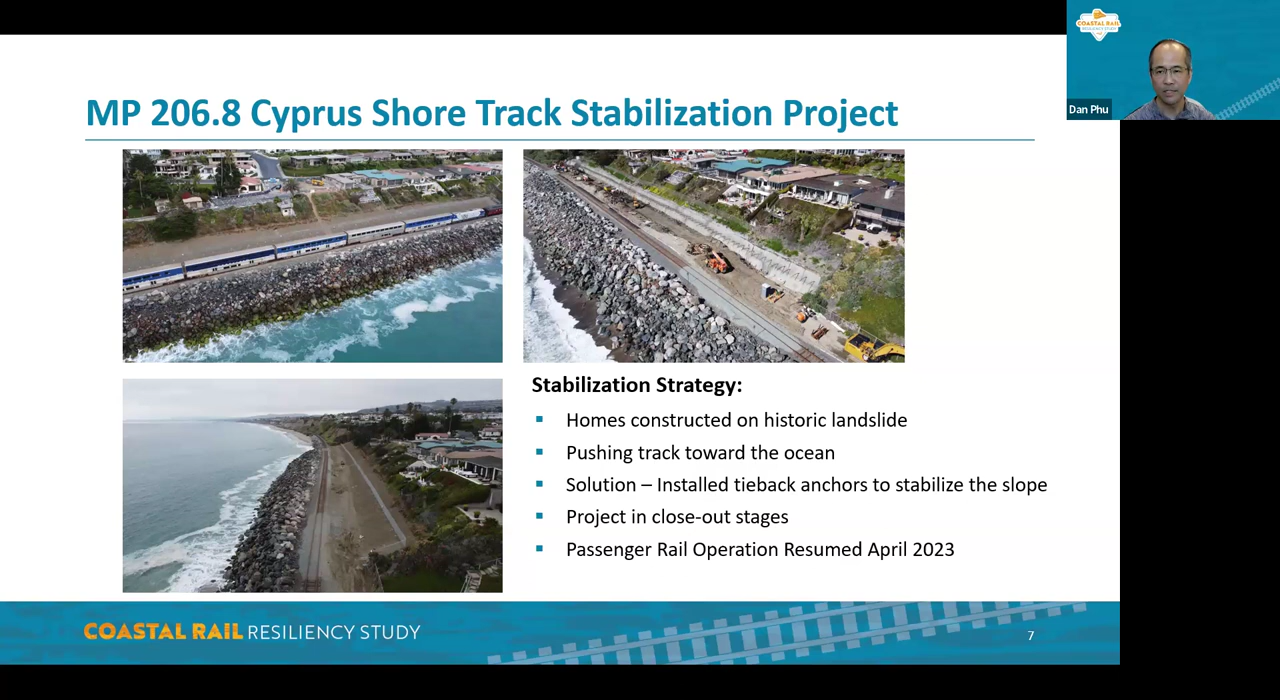 COASTAL RAIL
RESILIENCY STUDY
Dan Phu
MP 206.8 Cyprus Shore Track Stabilization Project
Stabilization Strategy:
Homes constructed on historic landslide
Pushing track toward the ocean
Solution – Installed tieback anchors to stabilize the slope
Project in close-out stages
Passenger Rail Operation Resumed April 2023
COASTAL RAIL RESILIENCY STUDY
7